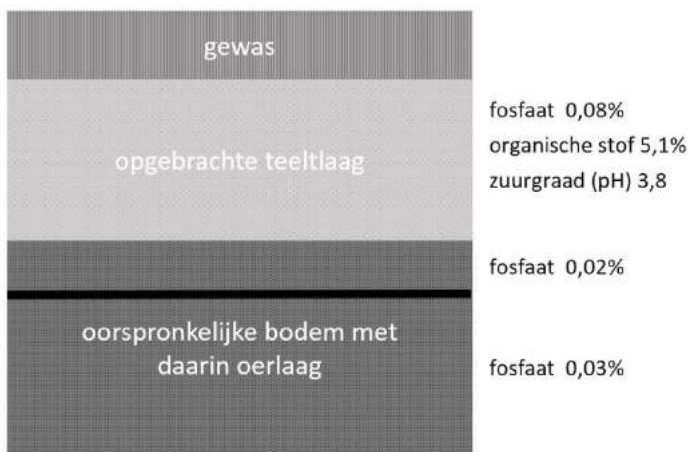 gewas
fosfaat 0,08%
organische stof 5,1%
opgebrachte teeltlaag
zuurgraad (pH) 3,8
fosfaat 0,02%
oorspronkelijke bodem met
daarin oerlaag
fosfaat 0,03%